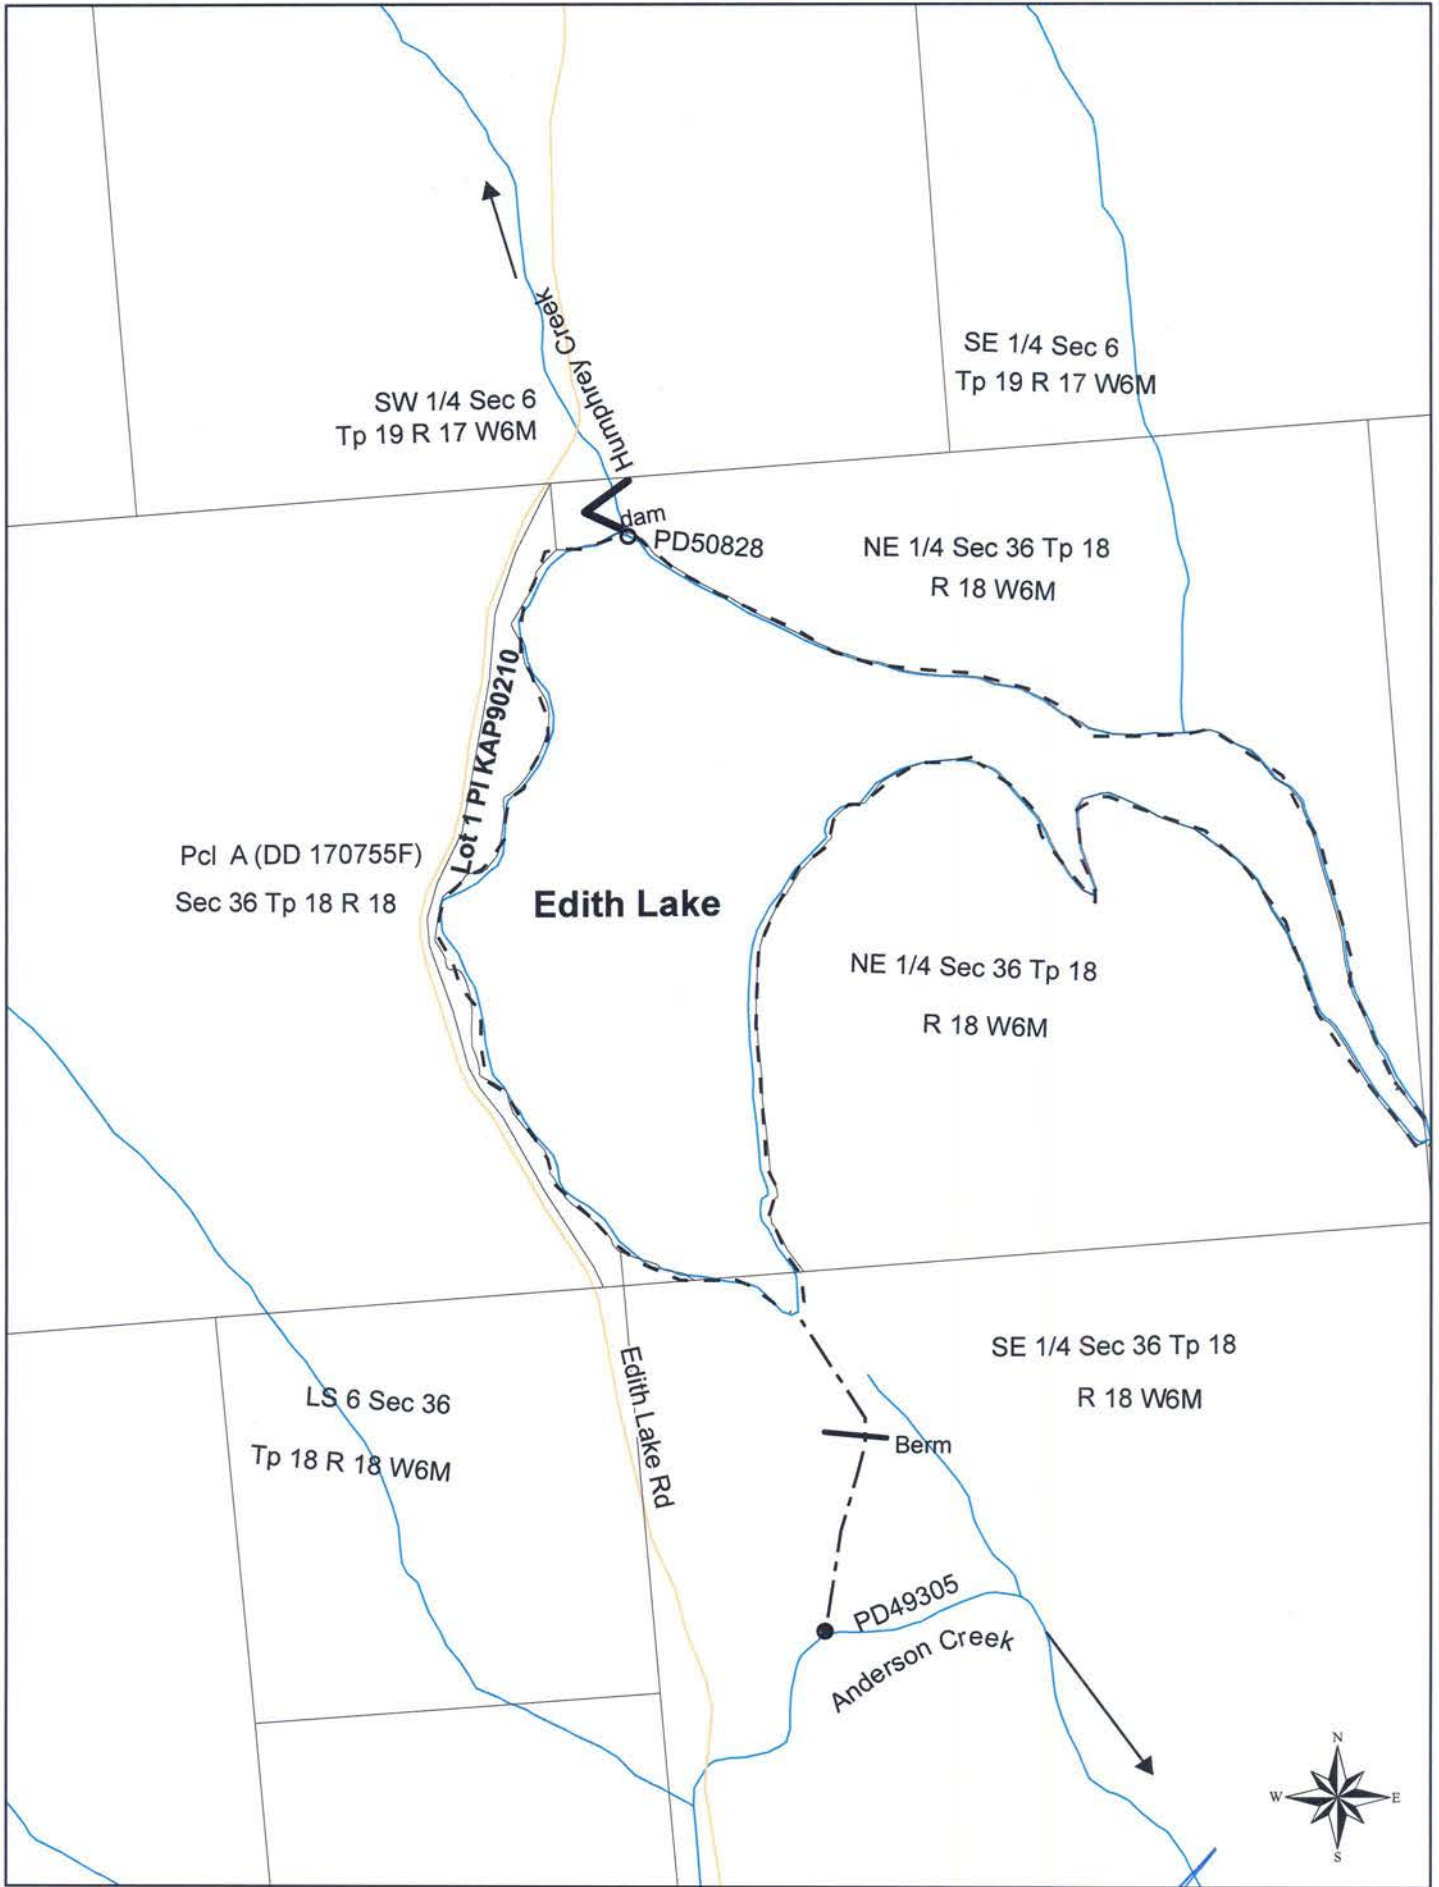 Humphrey Creek
SE 1/4 Sec 6
Tp 19 R 17 W6M
SW 1/4 Sec 6
Tp 19 R 17 W6M
dam
PD50828
NE 1/4 Sec 36 Tp 18
R 18 W6M
Lot 1 Pl KAP90210
Pcl A (DD 170755F)
Sec 36 Tp 18 R 18
Edith Lake
NE 1/4 Sec 36 Tp 18
R 18 W6M
SE 1/4 Sec 36 Tp 18
R 18 W6M
LS 6 Sec 36
Tp 18 R 18 W6M
Edith Lake Rd
Berm
PD49305
Anderson Creek
N
W E
S